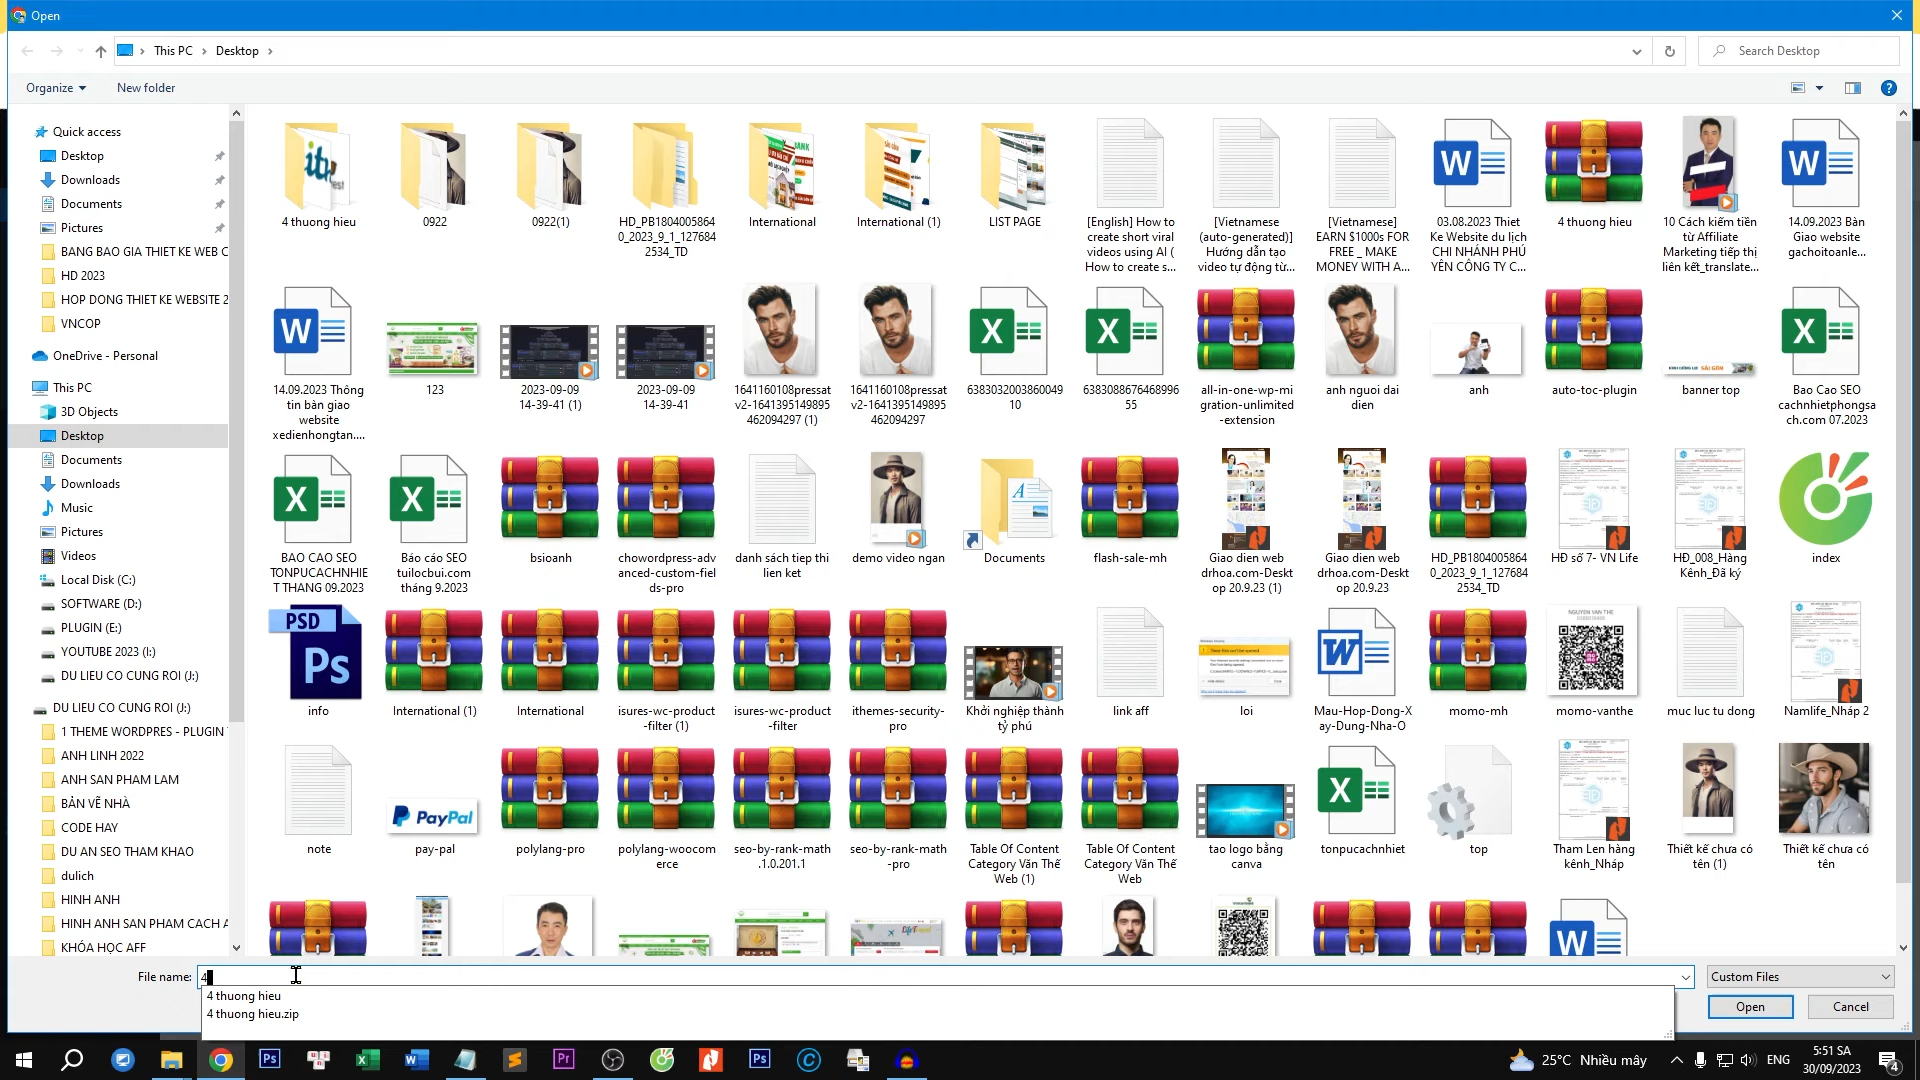 Open
This PC
Desktop
Search Desktop
Organize
New folder
Quick access
Desktop
Downloads
Documents
Pictures
BANG BAO GIA THIET KE WEB C
HD 2023
HOP DONG THIET KE WEBSITE 2
VNCOP
OneDrive - Personal
This PC
3D Objects
Desktop
Documents
Downloads
Music
Pictures
Videos
Local Disk (C:)
SOFTWARE (D:)
PLUGIN (E:)
YOUTUBE 2023 (I:)
DU LIEU CO CUNG ROI (J:)
DU LIEU CO CUNG ROI (J:)
1 THEME WORDPRES - PLUGIN
ANH LINH 2022
ANH SAN PHAM LAM
BẢN VẼ NHÀ
CODE HAY
DU AN SEO THAM KHAO
dulich
HINH ANH
HINH ANH SAN PHAM CACH A
KHÓA HỌC AFF
4 thuong hieu
0922
0922(1)
HD_PB1804005864
0_2023_9_1_127684
2534_TD
International
International (1)
LIST PAGE
[English] How to
create short viral
videos using AI (
How to create s...
[Vietnamese
(auto-generated)]
Hướng dẫn tạo
video tự động từ...
[Vietnamese]
EARN $1000s FOR
FREE _ MAKE
MONEY WITH A...
03.08.2023 Thiet
Ke Website du lịch
CHI NHÁNH PHÚ
YÊN CÔNG TY C...
4 thuong hieu
10 Cách kiếm tiền
từ Affiliate
Marketing tiếp thị
liên kết_translate...
14.09.2023 Bàn
Giao website
gachoitoanle...
14.09.2023 Thông
tin bàn giao
website
xedienhongtan....
123
2023-09-09
14-39-41 (1)
2023-09-09
14-39-41
1641160108pressat
v2-1641395149895
462094297 (1)
1641160108pressat
v2-1641395149895
462094297
6383032003860049
10
6383088676468996
55
all-in-one-wp-mi
gration-unlimited
-extension
anh nguoi dai
dien
anh
auto-toc-plugin
banner top
Bao Cao SEO
cachnhietphongsa
ch.com 07.2023
BAO CAO SEO
TONPUCACHNHIE
T THANG 09.2023
Báo cáo SEO
tuilocbui.com
tháng 9.2023
bsioanh
chowordpress-adv
anced-custom-fiel
ds-pro
danh sách tiep thi
lien ket
demo video ngan
Documents
flash-sale-mh
Giao dien web
drhoa.com-Deskt
op 20.9.23 (1)
Giao dien web
drhoa.com-Deskt
op 20.9.23
HD_PB1804005864
0_2023_9_1_127684
2534_TD
HĐ số 7- VN Life
HĐ_008_Hàng
Kênh_Đã ký
index
PSD
Ps
info
International (1)
International
isures-wc-product
-filter (1)
isures-wc-product
-filter
ithemes-security-
pro
Khởi nghiệp thành
tỷ phú
link aff
loi
Mau-Hop-Dong-X
ay-Dung-Nha-O
momo-mh
NGUYEN VAN THE
momo-vanthe
muc luc tu dong
Namlife_Nháp 2
note
PayPal
pay-pal
polylang-pro
polylang-woocom
erce
seo-by-rank-math
.1.0.201.1
seo-by-rank-math
-pro
Table Of Content
Category Văn Thế
Web (1)
Table Of Content
Category Văn Thế
Web
tao logo bằng
canva
tonpucachnhiet
top
Tham Len hàng
kênh_Nháp
Thiết kế chưa có
tên (1)
Thiết kế chưa có
tên
File name:
4
Custom Files
4 thuong hieu
4 thuong hieu.zip
Open
Cancel
25°C Nhiều mây
ENG
5:51 SA
30/09/2023
4